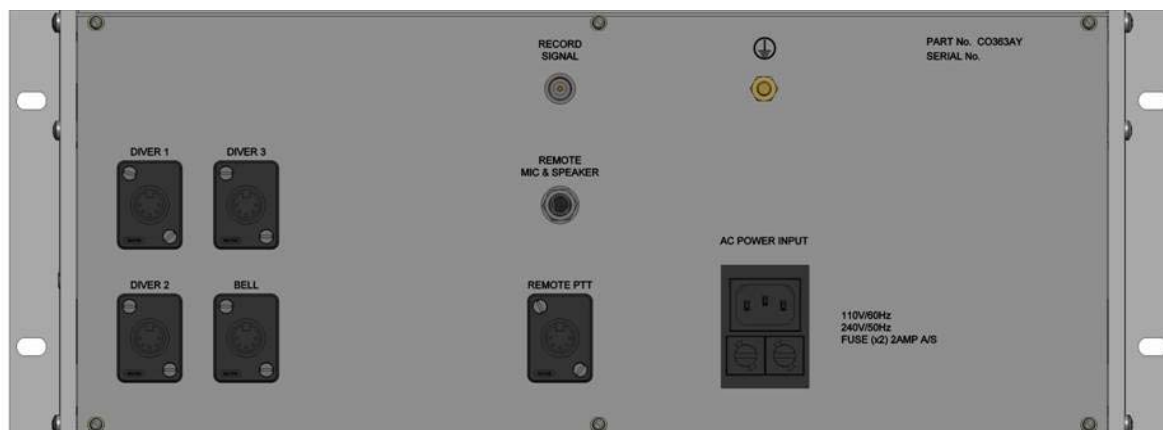 RECORD
SIGNAL
PART No. CO363AY
SERIAL No.
DIVER 1
DIVER 3
REMOTE
MIC & SPEAKER
AC POWER INPUT
DIVER 2
BELL
REMOTE PTT
110V/60Hz
240V/50Hz
FUSE (x2) 2AMP A/S